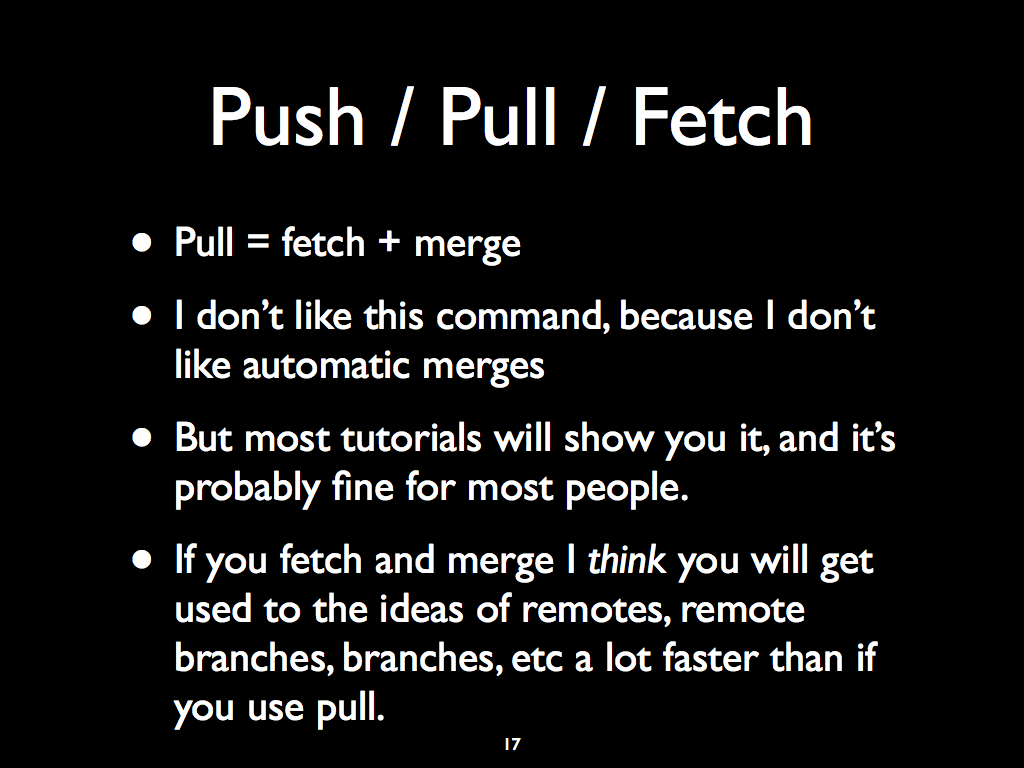 Push / Pull / Fetch
• Pull = fetch + merge
• I don’t like this command, because I don’t
like automatic merges
• But most tutorials will show you it, and it’s
probably fine for most people.
• If you fetch and merge I think you will get
used to the ideas of remotes, remote
branches, branches, etc a lot faster than if
you use pull.
17